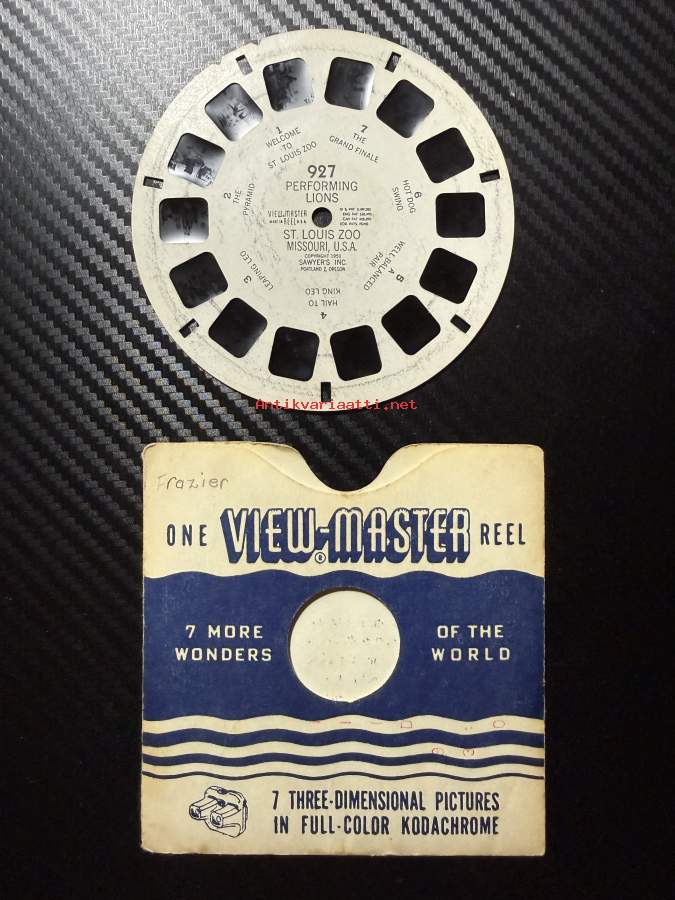 1
WELCOME
TO
ST. LOUIS ZOO
7
THE
GRAND FINALE
927
PERFORMING
LIONS
2
THE
PYRAMID
6
HOT DOG
SWING
VIEW-MASTER
REEL
ST. LOUIS ZOO
MISSOURI, U.S.A.
COPYRIGHT 1951
SAWYER'S INC.
PORTLAND 2, OREGON
3
LEAPING LEO
5
WELL-BALANCED
PAIR
4
HAIL TO
KING LEO
Antikvariaatti.net
Frazier
ONE VIEW-MASTER® REEL
7 MORE
WONDERS
OF THE
WORLD
7 THREE-DIMENSIONAL PICTURES
IN FULL-COLOR KODACHROME